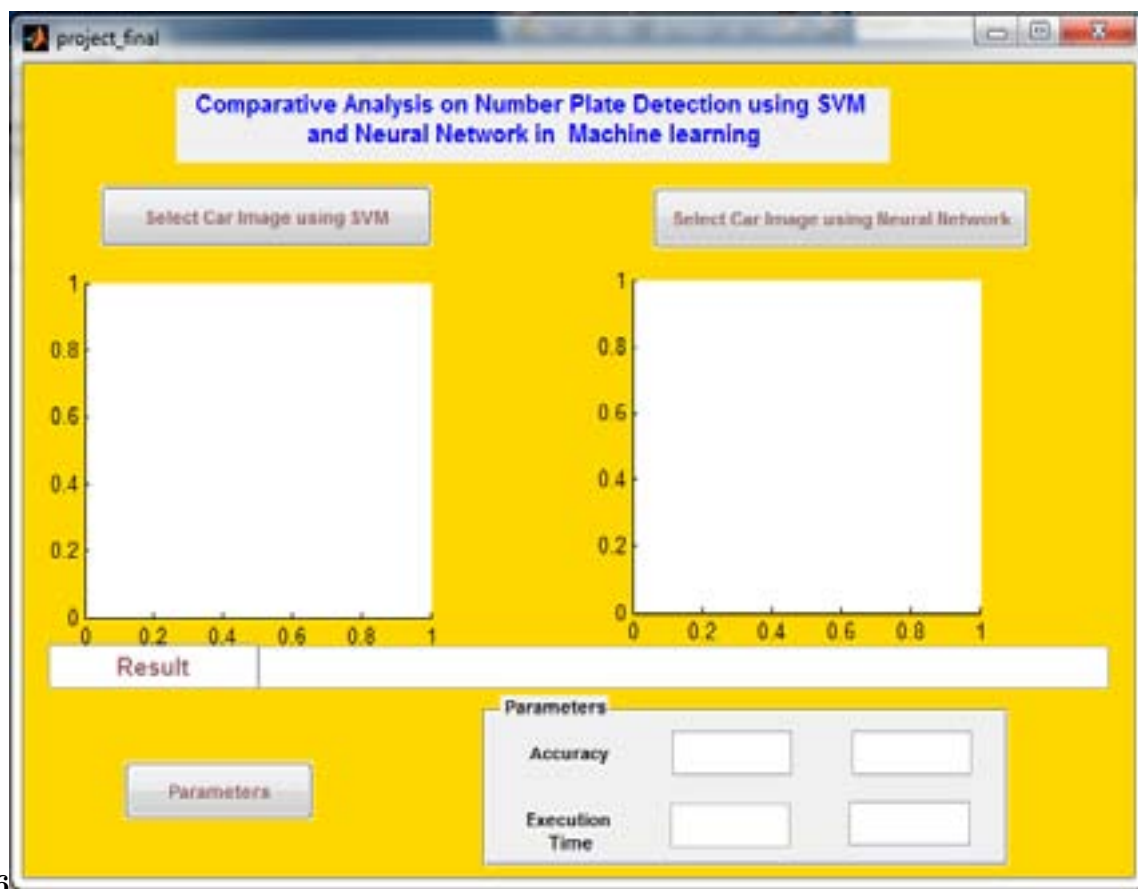 project_final
Comparative Analysis on Number Plate Detection using SVM
and Neural Network in Machine learning
Select Car Image using SVM
Select Car Image using Neural Network
1
0.8
0.6
0.4
0.2
0
0 0.2 0.4 0.6 0.8 1
1
0.8
0.6
0.4
0.2
0
0 0.2 0.4 0.6 0.8 1
Result
Parameters
Parameters
Accuracy
Execution
Time
6